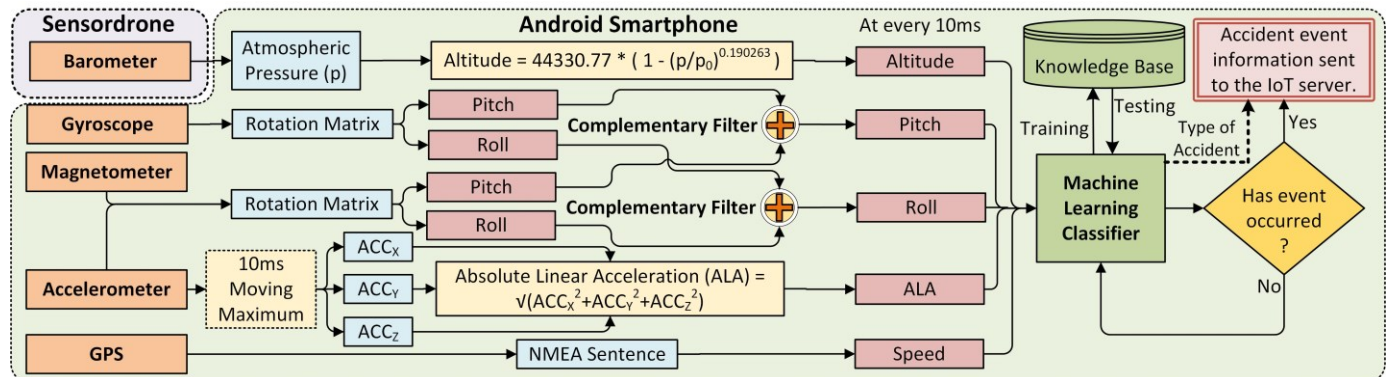 Sensordrone
Android Smartphone
At every 10ms
Barometer
Atmospheric
Pressure (p)
Altitude = 44330.77 * ( 1 - (p/p₀)^0.190263 )
Altitude
Knowledge Base
Accident event
information sent
to the IoT server.
Gyroscope
Rotation Matrix
Pitch
Roll
Complementary Filter
Pitch
Training
Testing
Type of
Accident
Yes
Magnetometer
Rotation Matrix
Pitch
Roll
Complementary Filter
Roll
Machine
Learning
Classifier
Has event
occurred
?
No
Accelerometer
10ms
Moving
Maximum
ACCX
ACCY
ACCZ
Absolute Linear Acceleration (ALA) =
√(ACCX²+ACCY²+ACCZ²)
ALA
GPS
NMEA Sentence
Speed